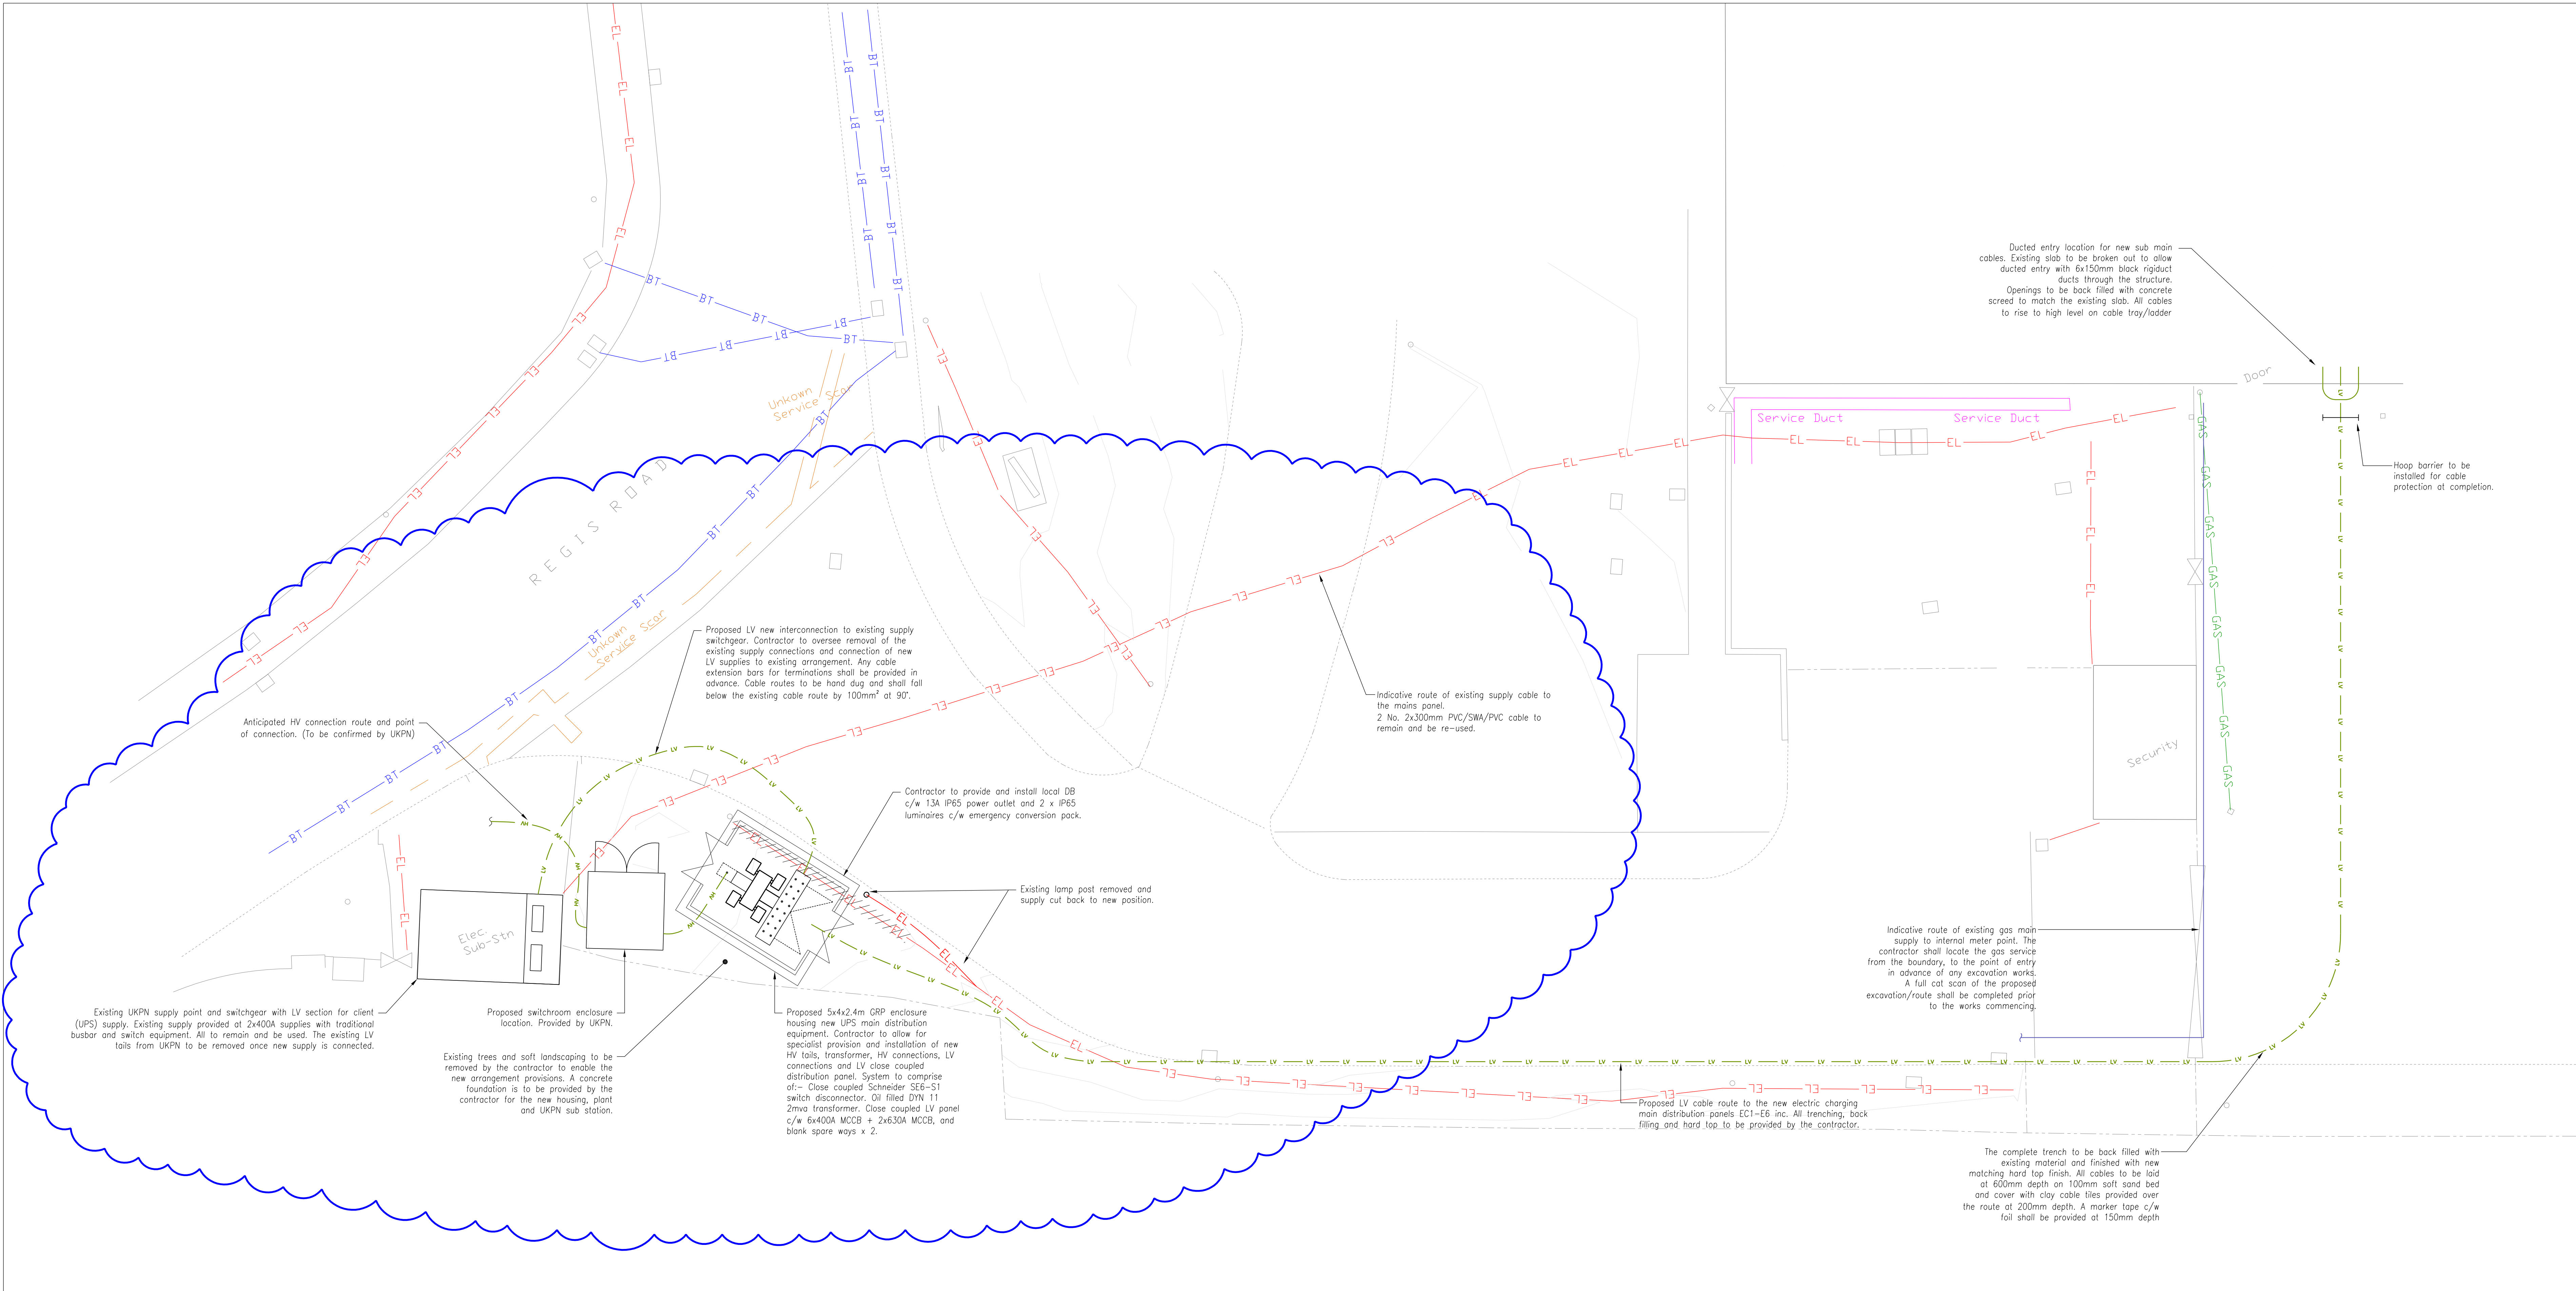 Ducted entry location for new sub main
cables. Existing slab to be broken out to allow
ducted entry with 6x150mm black rigiduct
ducts through the structure.
Openings to be back filled with concrete
screed to match the existing slab. All cables
to rise to high level on cable tray/ladder
Door
Service Duct
Service Duct
Hoop barrier to be
installed for cable
protection at completion.
Unkown
Service Scar
REGIS ROAD
Unkown
Service Scar
Proposed LV new interconnection to existing supply
switchgear. Contractor to oversee removal of the
existing supply connections and connection of new
LV supplies to existing arrangement. Any cable
extension bars for terminations shall be provided in
advance. Cable routes to be hand dug and shall fall
below the existing cable route by 100mm² at 90°.
Indicative route of existing supply cable to
the mains panel.
2 No. 2x300mm PVC/SWA/PVC cable to
remain and be re-used.
Anticipated HV connection route and point
of connection. (To be confirmed by UKPN)
Security
Contractor to provide and install local DB
c/w 13A IP65 power outlet and 2 x IP65
luminaires c/w emergency conversion pack.
Existing lamp post removed and
supply cut back to new position.
Elec.
Sub-Stn
Indicative route of existing gas main
supply to internal meter point. The
contractor shall locate the gas service
from the boundary, to the point of entry
in advance of any excavation works.
A full cat scan of the proposed
excavation/route shall be completed prior
to the works commencing.
Existing UKPN supply point and switchgear with LV section for client
(UPS) supply. Existing supply provided at 2x400A supplies with traditional
busbar and switch equipment. All to remain and be used. The existing LV
tails from UKPN to be removed once new supply is connected.
Proposed switchroom enclosure
location. Provided by UKPN.
Existing trees and soft landscaping to be
removed by the contractor to enable the
new arrangement provisions. A concrete
foundation is to be provided by the
contractor for the new housing, plant
and UKPN sub station.
Proposed 5x4x2.4m GRP enclosure
housing new UPS main distribution
equipment. Contractor to allow for
specialist provision and installation of new
HV tails, transformer, HV connections, LV
connections and LV close coupled
distribution panel. System to comprise
of:- Close coupled Schneider SE6-S1
switch disconnector. Oil filled DYN 11
2mva transformer. Close coupled LV panel
c/w 6x400A MCCB + 2x630A MCCB, and
blank spare ways x 2.
Proposed LV cable route to the new electric charging
main distribution panels EC1-E6 inc. All trenching, back
filling and hard top to be provided by the contractor.
The complete trench to be back filled with
existing material and finished with new
matching hard top finish. All cables to be laid
at 600mm depth on 100mm soft sand bed
and cover with clay cable tiles provided over
the route at 200mm depth. A marker tape c/w
foil shall be provided at 150mm depth
EL
BT
GAS
LV
HV